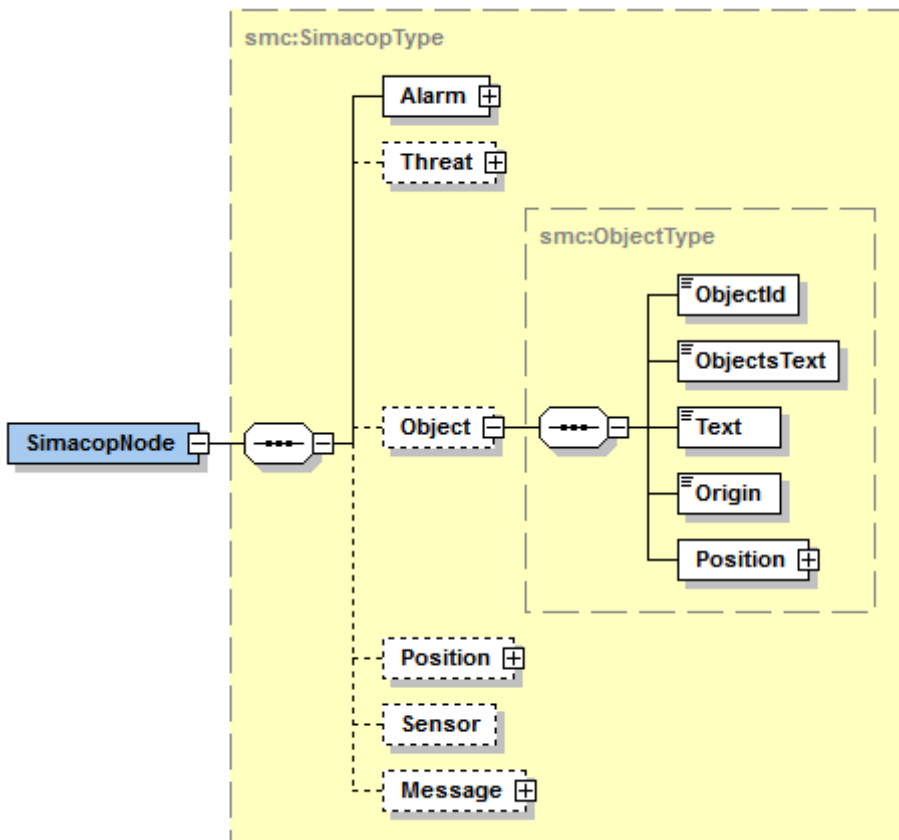 smc:SimacopType
Alarm
Threat
smc:ObjectType
ObjectId
ObjectsText
SimacopNode
Object
Text
Origin
Position
Position
Sensor
Message